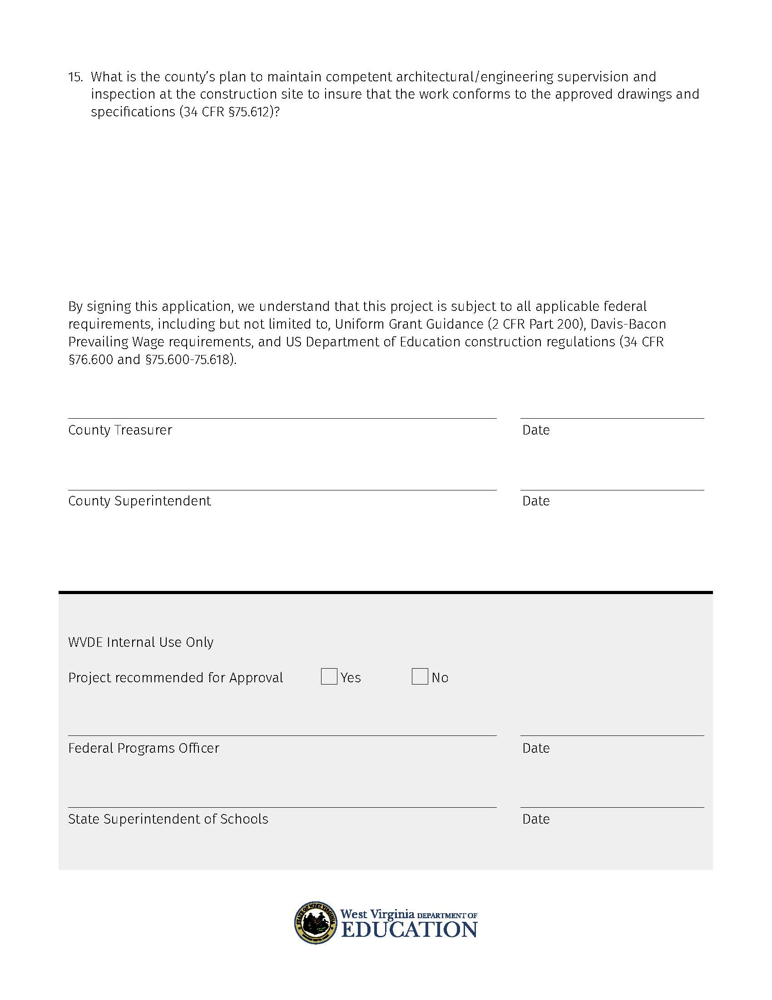 15. What is the county’s plan to maintain competent architectural/engineering supervision and
inspection at the construction site to insure that the work conforms to the approved drawings and
specifications (34 CFR §75.612)?
By signing this application, we understand that this project is subject to all applicable federal
requirements, including but not limited to, Uniform Grant Guidance (2 CFR Part 200), Davis-Bacon
Prevailing Wage requirements, and US Department of Education construction regulations (34 CFR
§76.600 and §75.600-75.618).
County Treasurer Date
County Superintendent Date
WVDE Internal Use Only
Project recommended for Approval Yes No
Federal Programs Officer Date
State Superintendent of Schools Date
STATE OF WEST VIRGINIA
West Virginia DEPARTMENT OF
EDUCATION